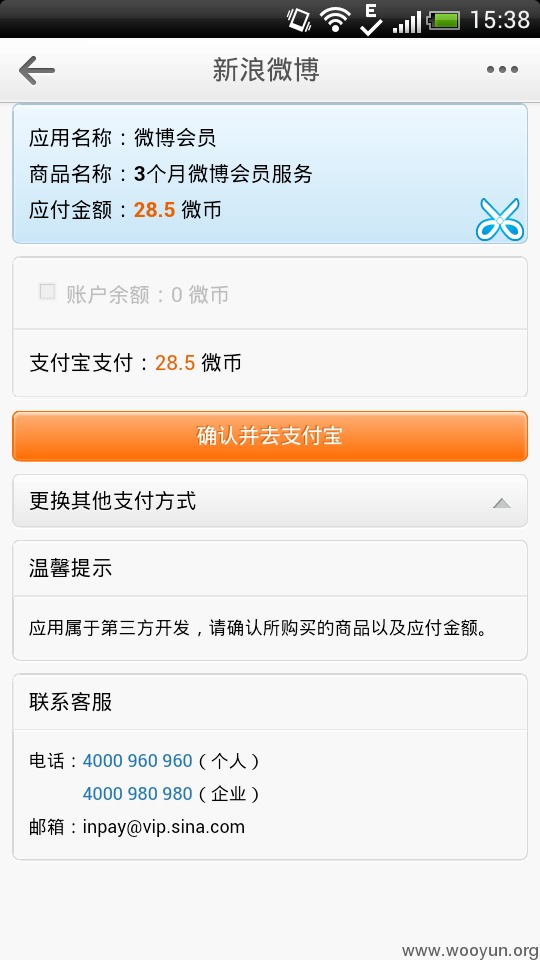 E
15:38
新浪微博
应用名称：微博会员
商品名称：3个月微博会员服务
应付金额：28.5 微币
账户余额：0 微币
支付宝支付：28.5 微币
确认并去支付宝
更换其他支付方式
温馨提示
应用属于第三方开发，请确认所购买的商品以及应付金额。
联系客服
电话：4000 960 960（个人）
4000 980 980（企业）
邮箱：inpay@vip.sina.com
www.wooyun.org